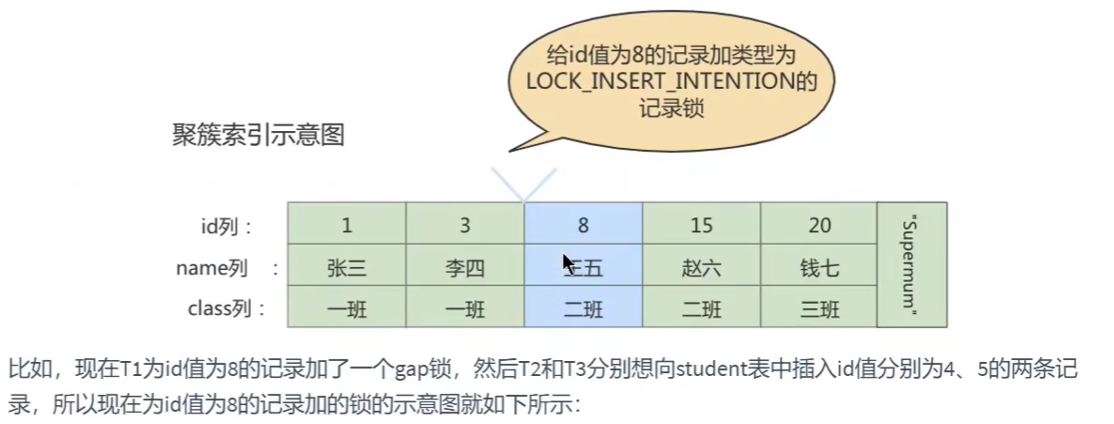 给id值为8的记录加类型为
LOCK_INSERT_INTENTION的
记录锁
聚簇索引示意图
id列： 1 3 8 15 20 "Supermum"
name列 ： 张三 李四 王五 赵六 钱七
class列： 一班 一班 二班 二班 三班
比如，现在T1为id值为8的记录加了一个gap锁，然后T2和T3分别想向student表中插入id值分别为4、5的两条记
录，所以现在为id值为8的记录加的锁的示意图就如下所示：